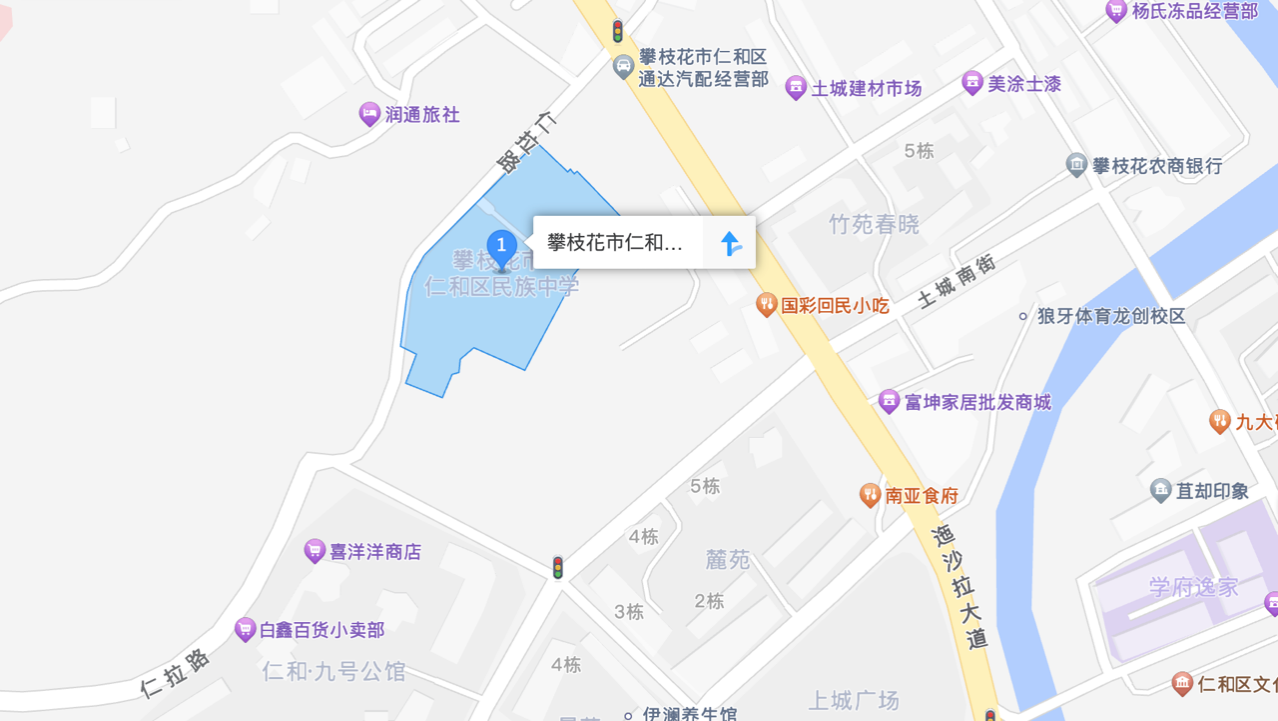 杨氏冻品经营部
攀枝花市仁和区
通达汽配经营部
土城建材市场
美涂士漆
润通旅社
仁拉路
5栋
攀枝花农商银行
竹苑春晓
1
攀枝花市仁和...
攀枝花市
仁和区民族中学
土城南街
国彩回民小吃
狼牙体育龙创校区
富坤家居批发商城
九大
5栋
南亚食府
苴却印象
4栋
迤沙拉大道
喜洋洋商店
麓苑
学府逸家
2栋
3栋
白鑫百货小卖部
4栋
仁拉路
仁和·九号公馆
仁和区文化
上城广场
伊澜养生馆